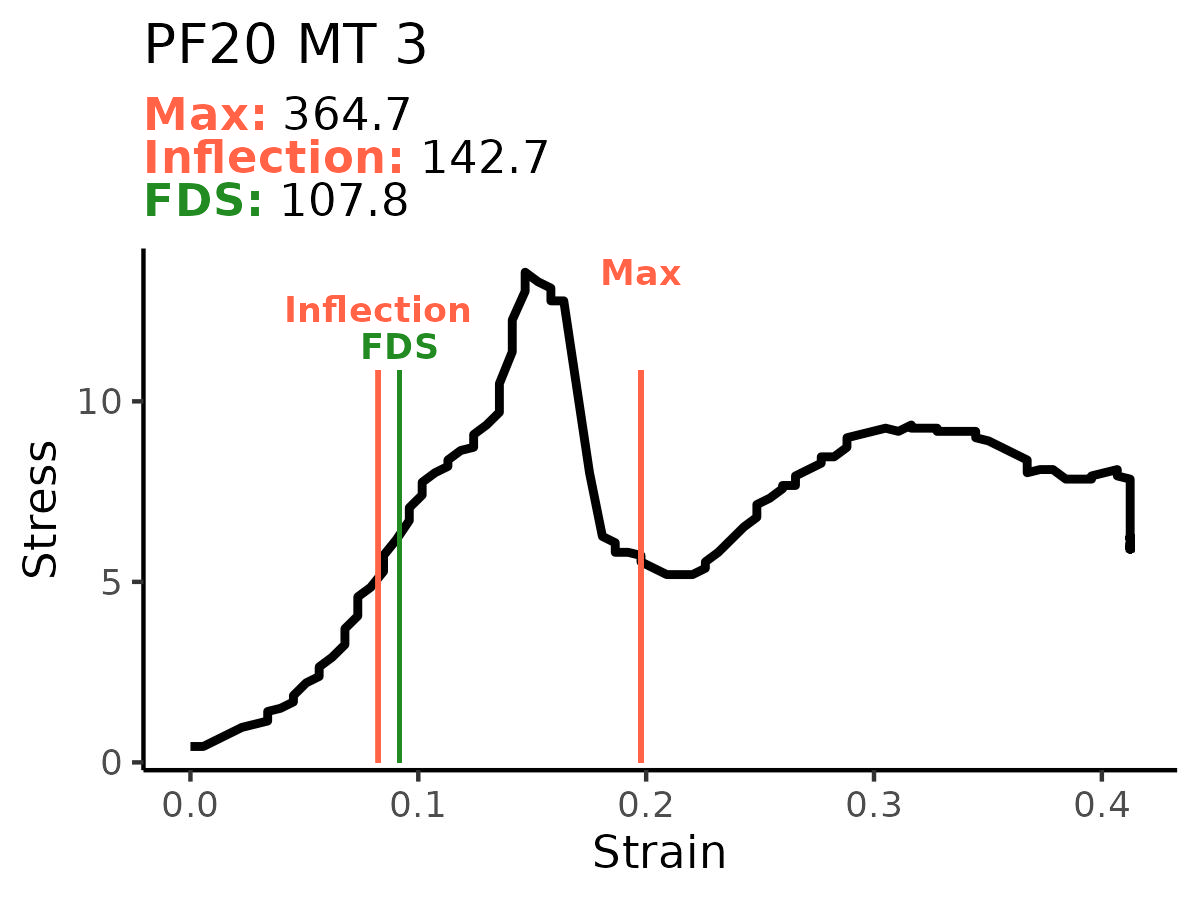 PF20 MT 3
Max: 364.7
Inflection: 142.7
FDS: 107.8
Max
Inflection
FDS
10
5
0
Stress
0.0 0.1 0.2 0.3 0.4
Strain